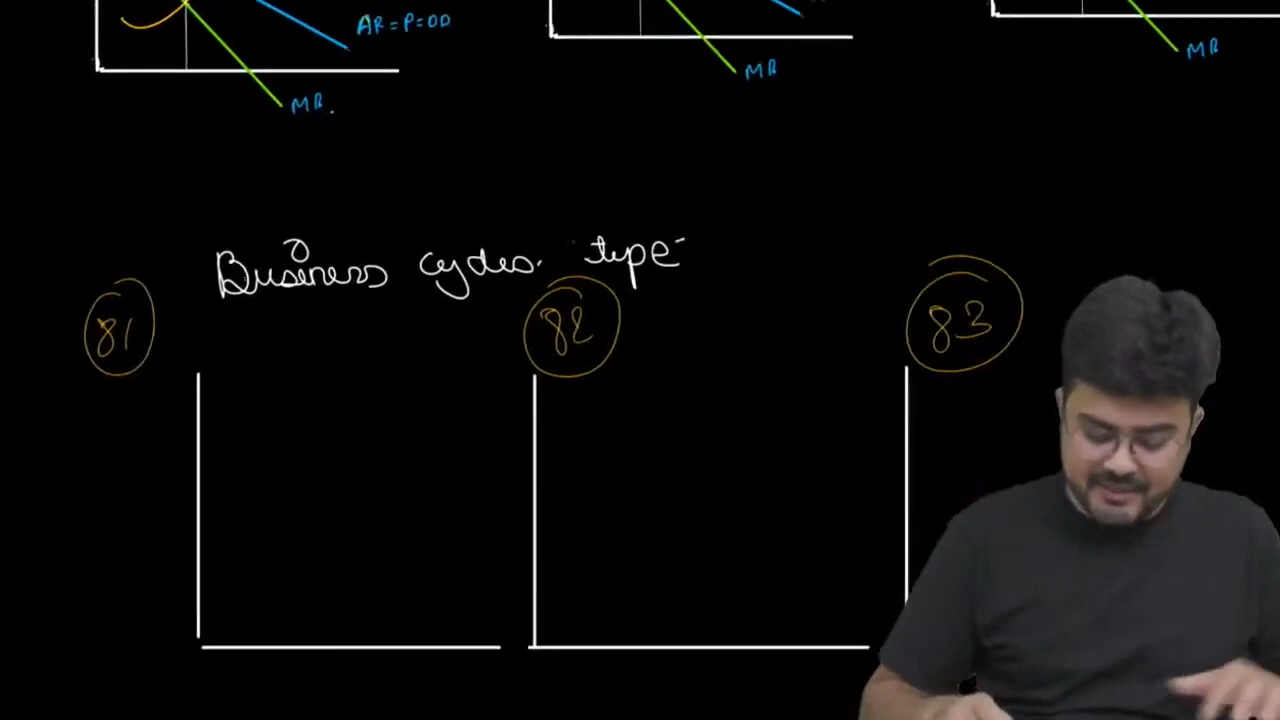 AR = P = DD
MR
MR
MR
Business cycles. type
81 82 83